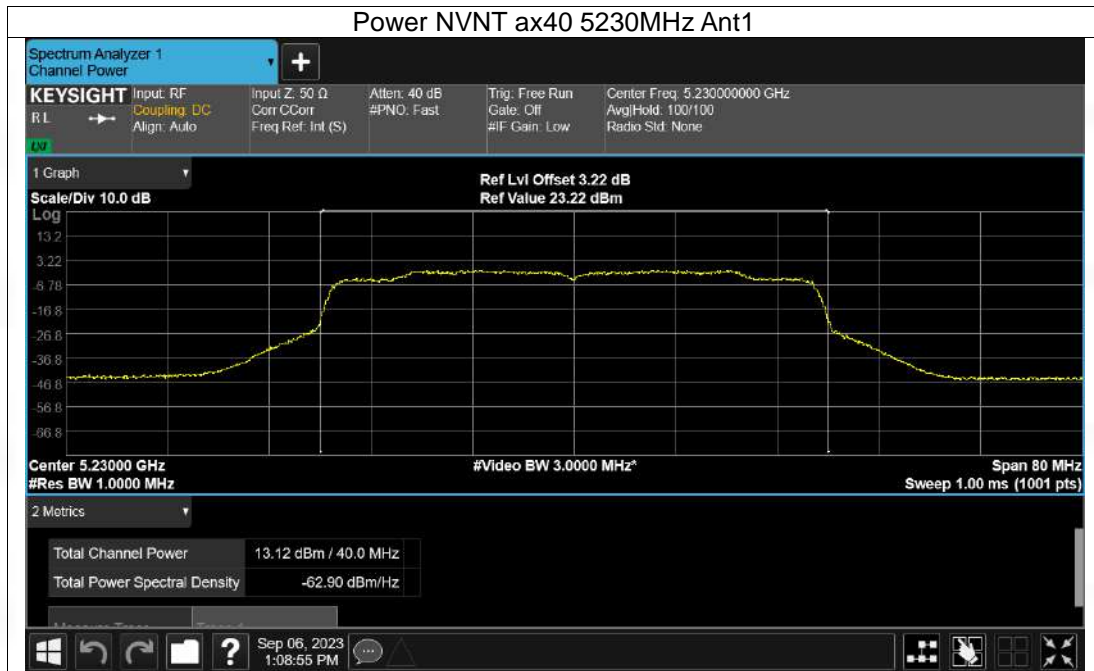 Power NVNT ax40 5230MHz Ant1
Spectrum Analyzer 1
Channel Power
+
KEYSIGHT
R L
LXI
Input: RF
Coupling: DC
Align: Auto
Input Z: 50 Ω
Corr CCorr
Freq Ref: Int (S)
Atten: 40 dB
#PNO: Fast
Trig: Free Run
Gate: Off
#IF Gain: Low
Center Freq: 5.230000000 GHz
Avg|Hold: 100/100
Radio Std: None
1 Graph
Scale/Div 10.0 dB
Ref Lvl Offset 3.22 dB
Ref Value 23.22 dBm
Log
13.2
3.22
-6.78
-16.8
-26.8
-36.8
-46.8
-56.8
-66.8
Center 5.23000 GHz
#Video BW 3.0000 MHz*
Span 80 MHz
#Res BW 1.0000 MHz
Sweep 1.00 ms (1001 pts)
2 Metrics
Total Channel Power 13.12 dBm / 40.0 MHz
Total Power Spectral Density -62.90 dBm/Hz
?
Sep 06, 2023
1:08:55 PM